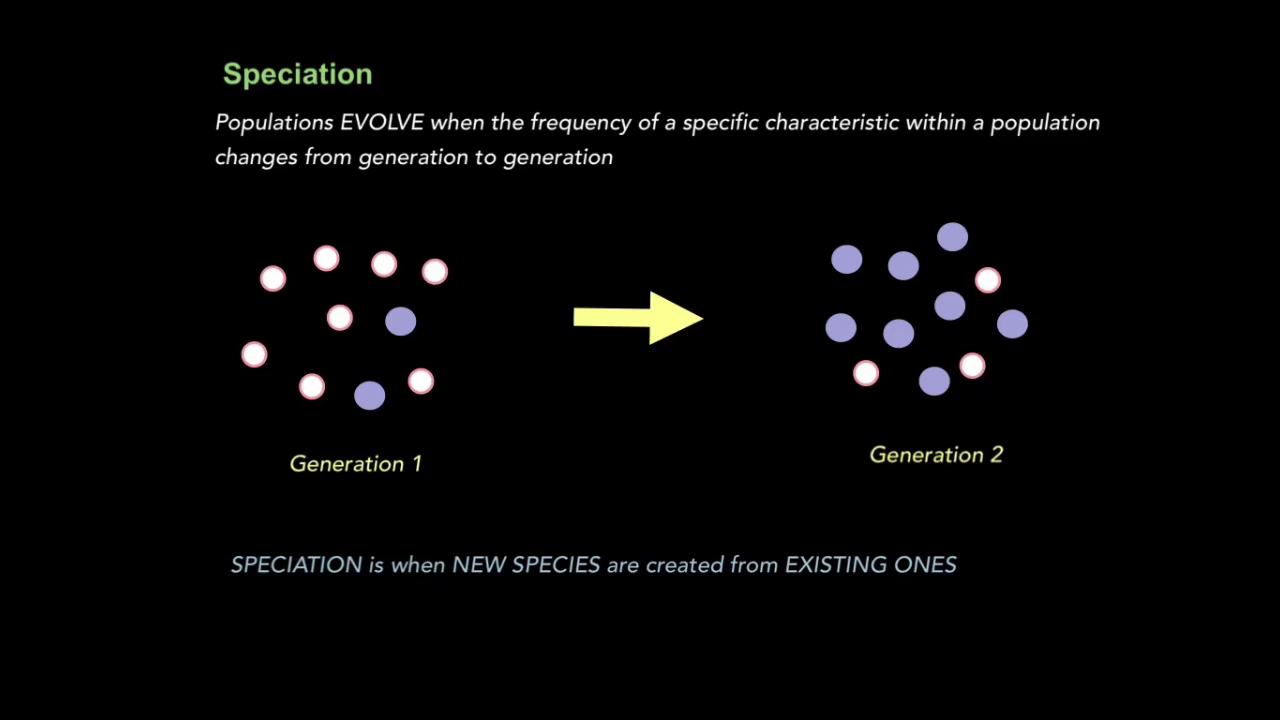 Speciation
Populations EVOLVE when the frequency of a specific characteristic within a population
changes from generation to generation
Generation 1
Generation 2
SPECIATION is when NEW SPECIES are created from EXISTING ONES